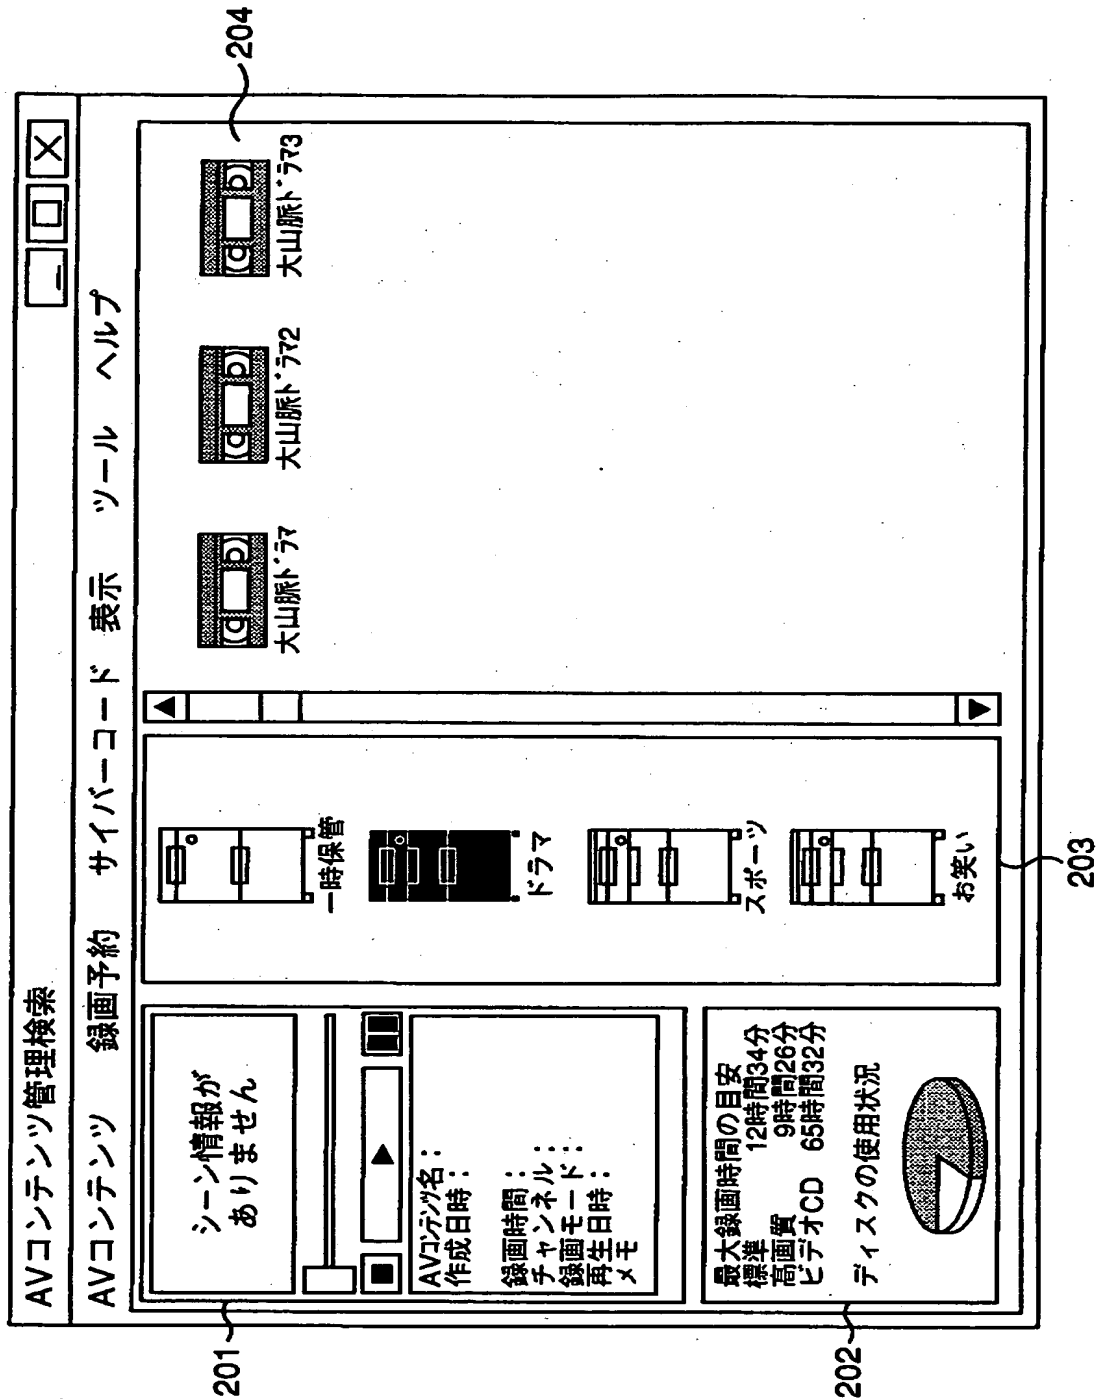 AVコンテンツ管理検索
AVコンテンツ 録画予約 サイバーコード 表示 ツール ヘルプ
シーン情報が
ありません
AVコンテンツ名：
作成日時：
録画時間：
チャンネル：
録画モード：
再生日時：
メモ：
最大録画時間の目安
標準 12時間34分
高画質 9時間26分
ビデオCD 65時間32分
ディスクの使用状況
一時保管
ドラマ
スポーツ
お笑い
大山脈ドラマ
大山脈ドラマ2
大山脈ドラマ3
201
202
203
204